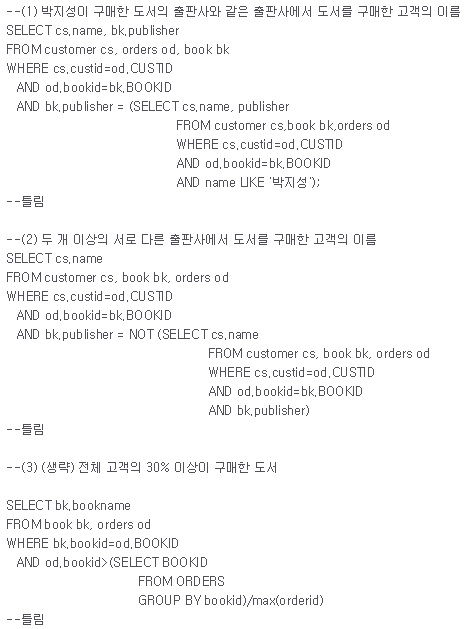 --(1) 박지성이 구매한 도서의 출판사와 같은 출판사에서 도서를 구매한 고객의 이름
SELECT cs.name, bk.publisher
FROM customer cs, orders od, book bk
WHERE cs.custid=od.CUSTID
AND od.bookid=bk.BOOKID
AND bk.publisher = (SELECT cs.name, publisher
FROM customer cs,book bk,orders od
WHERE cs.custid=od.CUSTID
AND od.bookid=bk.BOOKID
AND name LIKE '박지성');
--틀림
--(2) 두 개 이상의 서로 다른 출판사에서 도서를 구매한 고객의 이름
SELECT cs.name
FROM customer cs, book bk, orders od
WHERE cs.custid=od.CUSTID
AND od.bookid=bk.BOOKID
AND bk.publisher = NOT (SELECT cs.name
FROM customer cs, book bk, orders od
WHERE cs.custid=od.CUSTID
AND od.bookid=bk.BOOKID
AND bk.publisher)
--틀림
--(3) (생략) 전체 고객의 30% 이상이 구매한 도서
SELECT bk.bookname
FROM book bk, orders od
WHERE bk.bookid=od.BOOKID
AND od.bookid>(SELECT BOOKID
FROM ORDERS
GROUP BY bookid)/max(orderid)
--틀림